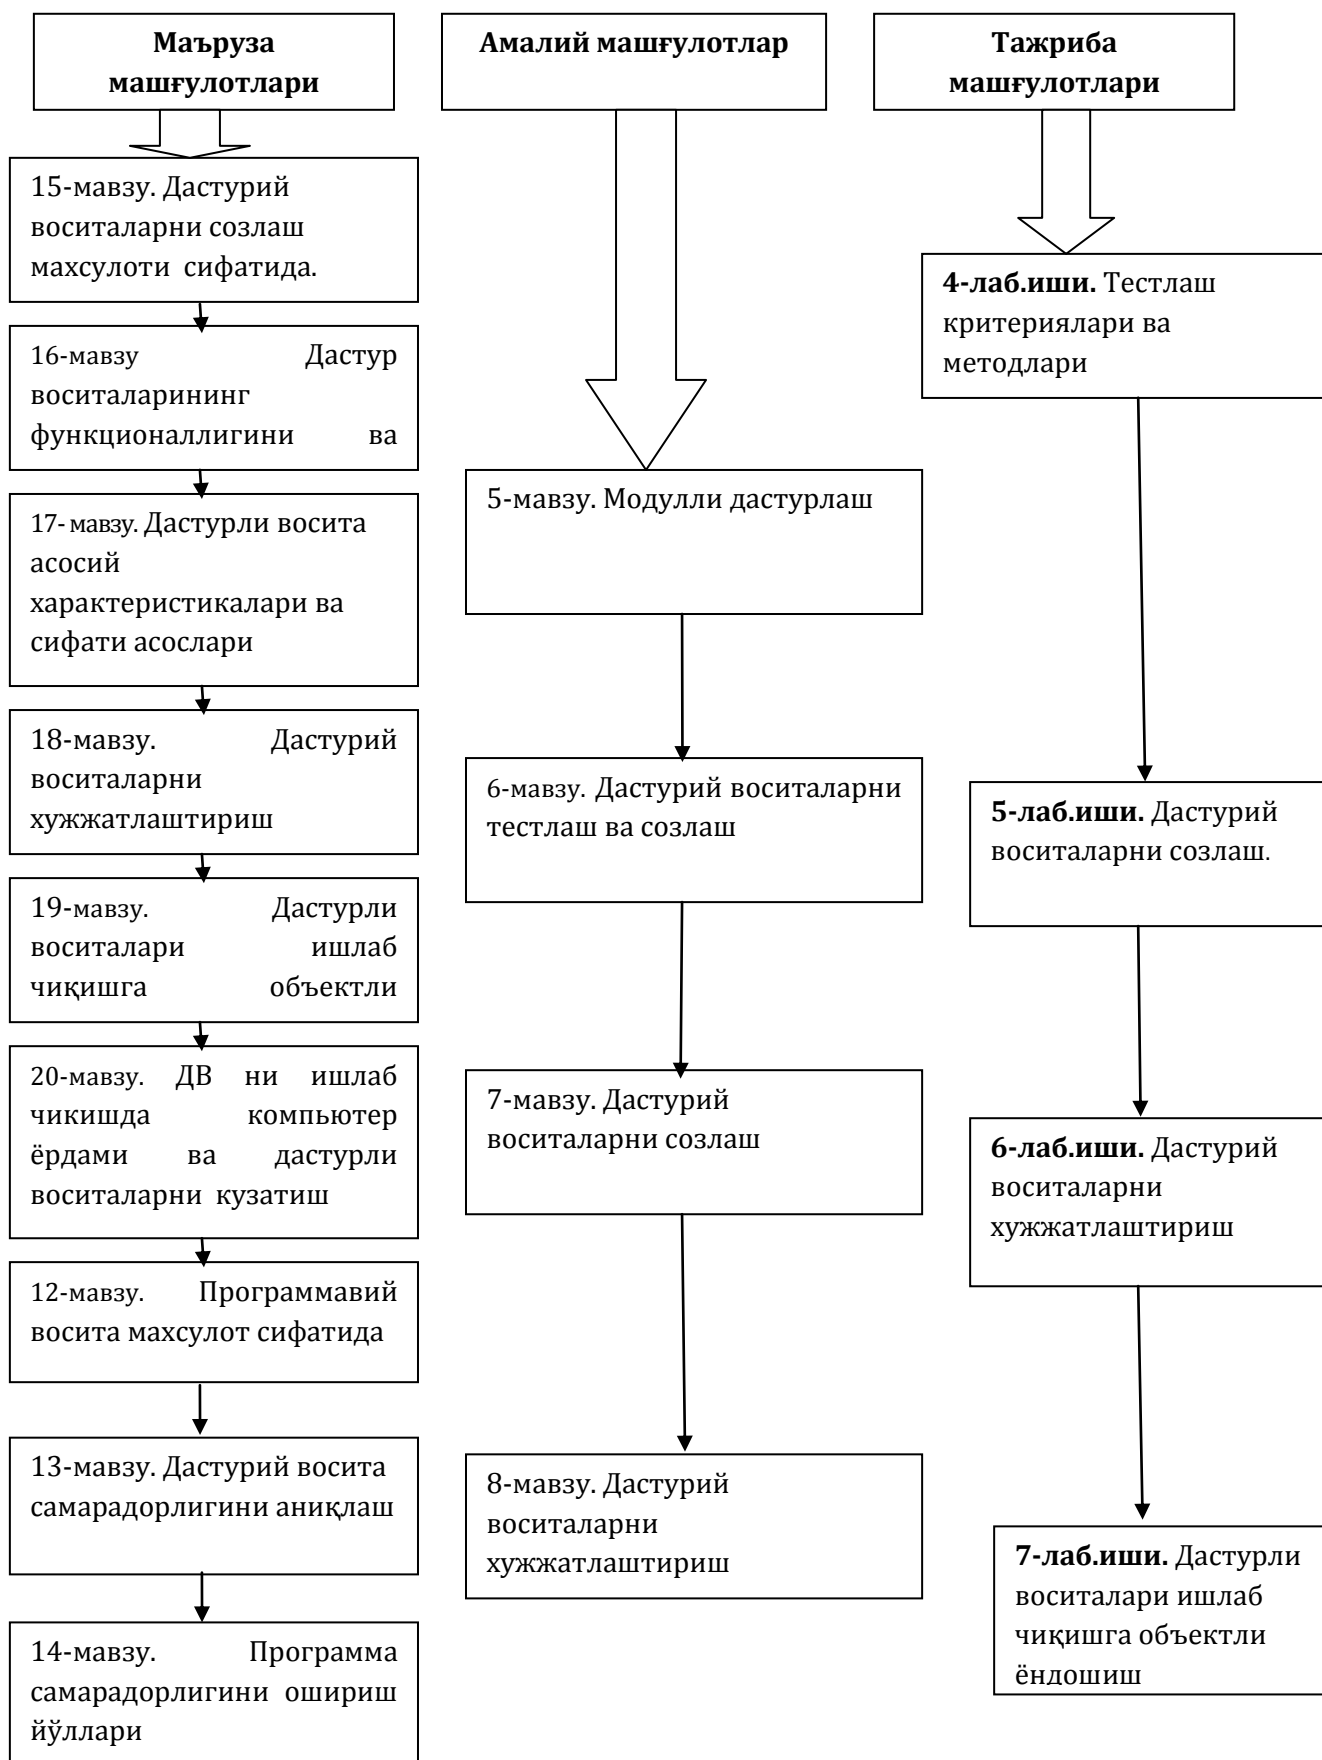 Маъруза
машғулотлари
15-мавзу. Дастурий
воситаларни созлаш
махсулоти сифатида.
16-мавзу Дастур
воситаларининг
функционаллигини ва
17- мавзу. Дастурли восита
асосий
характеристикалари ва
сифати асослари
18-мавзу. Дастурий
воситаларни
хужжатлаштириш
19-мавзу. Дастурли
воситалари ишлаб
чиқишга объектли
20-мавзу. ДВ ни ишлаб
чикишда компьютер
ёрдами ва дастурли
воситаларни кузатиш
12-мавзу. Программавий
восита махсулот сифатида
13-мавзу. Дастурий восита
самарадорлигини аниқлаш
14-мавзу. Программа
самарадорлигини ошириш
йўллари
Амалий машғулотлар
5-мавзу. Модулли дастурлаш
6-мавзу. Дастурий воситаларни
тестлаш ва созлаш
7-мавзу. Дастурий
воситаларни созлаш
8-мавзу. Дастурий
воситаларни
хужжатлаштириш
Тажриба
машғулотлари
4-лаб.иши. Тестлаш
критериялари ва
методлари
5-лаб.иши. Дастурий
воситаларни созлаш.
6-лаб.иши. Дастурий
воситаларни
хужжатлаштириш
7-лаб.иши. Дастурли
воситалари ишлаб
чиқишга объектли
ёндошиш